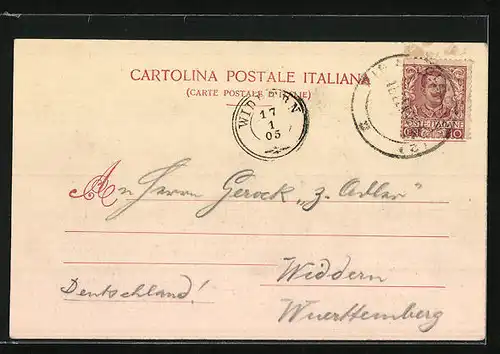 CARTOLINA POSTALE ITALIANA
(CARTE POSTALE
WIDDERN
17
1
05
POSTE ITALIANE
10
(2)
An Herrn Gerock „z. Adler"
Widdern
Deutschland!
Wuerttemberg